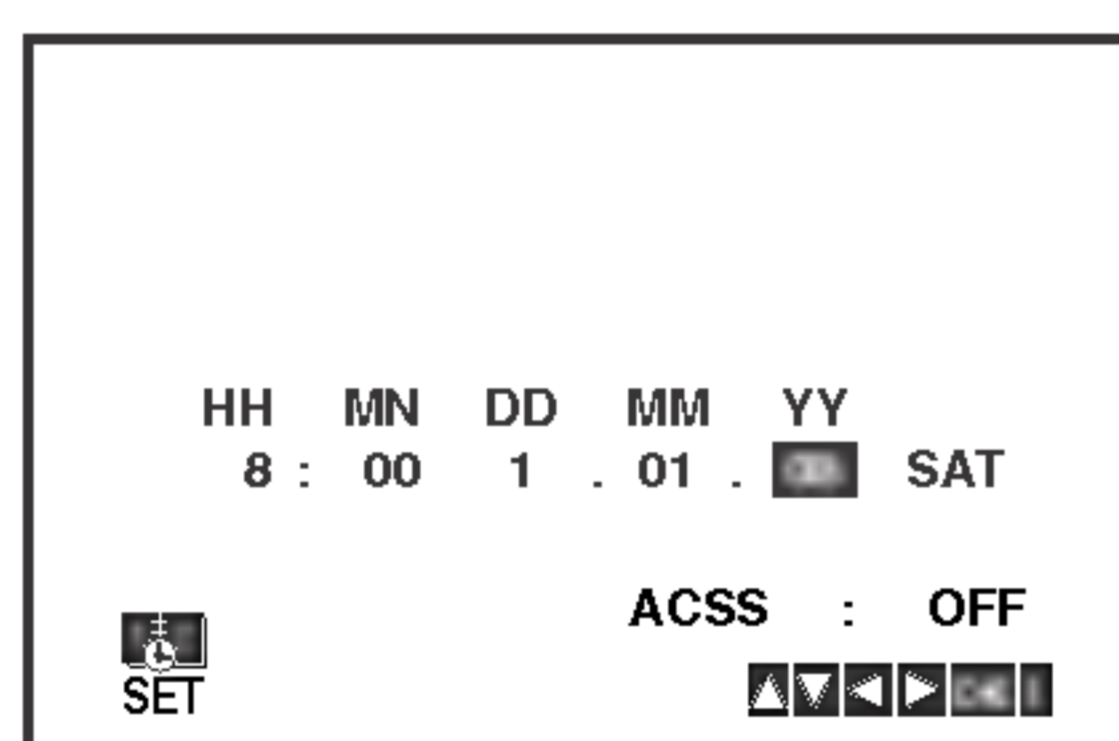 HH MN DD MM YY
8 : 00 1 . 01 . SAT
ACSS : OFF
SET